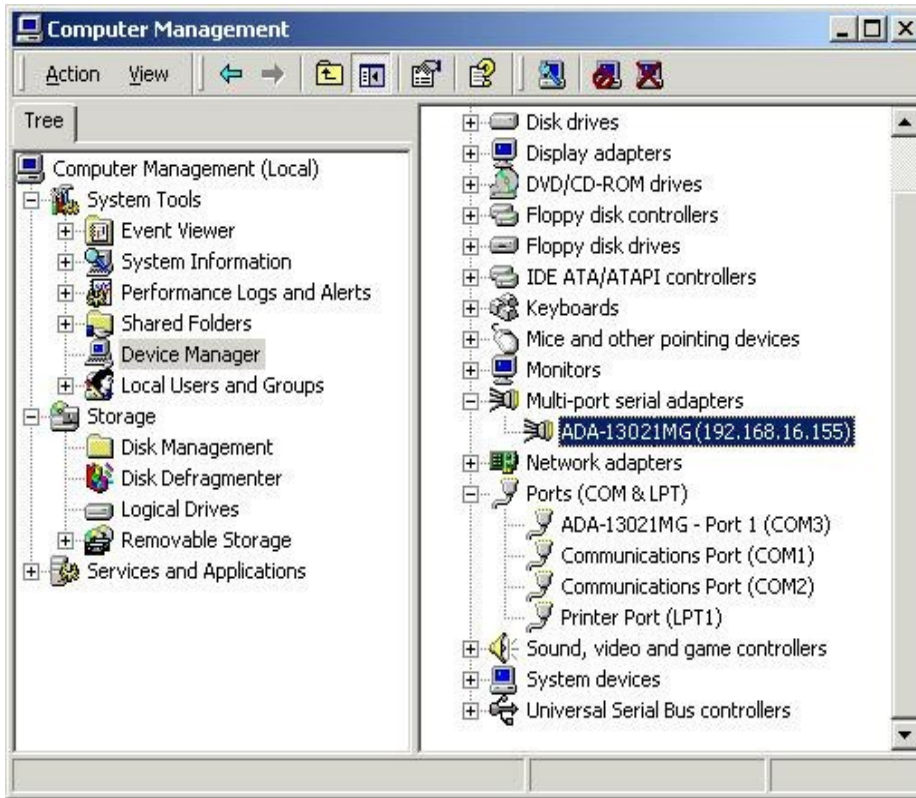 Computer Management
Action View
Tree
Computer Management (Local)
System Tools
Event Viewer
System Information
Performance Logs and Alerts
Shared Folders
Device Manager
Local Users and Groups
Storage
Disk Management
Disk Defragmenter
Logical Drives
Removable Storage
Services and Applications
Disk drives
Display adapters
DVD/CD-ROM drives
Floppy disk controllers
Floppy disk drives
IDE ATA/ATAPI controllers
Keyboards
Mice and other pointing devices
Monitors
Multi-port serial adapters
ADA-13021MG(192.168.16.155)
Network adapters
Ports (COM & LPT)
ADA-13021MG - Port 1 (COM3)
Communications Port (COM1)
Communications Port (COM2)
Printer Port (LPT1)
Sound, video and game controllers
System devices
Universal Serial Bus controllers